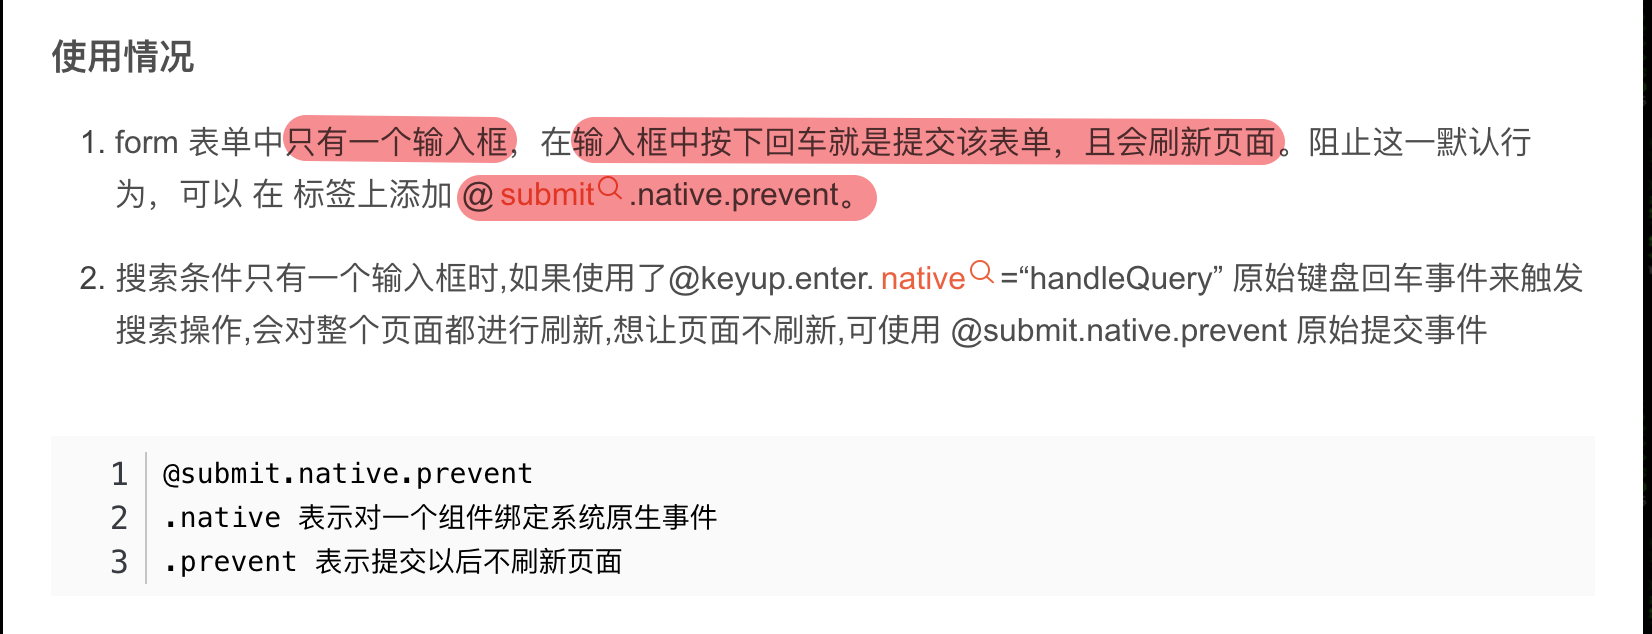 使用情况
1. form 表单中只有一个输入框，在输入框中按下回车就是提交该表单，且会刷新页面。阻止这一默认行
为，可以 在 标签上添加 @ submit .native.prevent。
2. 搜索条件只有一个输入框时,如果使用了@keyup.enter. native =“handleQuery” 原始键盘回车事件来触发
搜索操作,会对整个页面都进行刷新,想让页面不刷新,可使用 @submit.native.prevent 原始提交事件
1 @submit.native.prevent
2 .native 表示对一个组件绑定系统原生事件
3 .prevent 表示提交以后不刷新页面